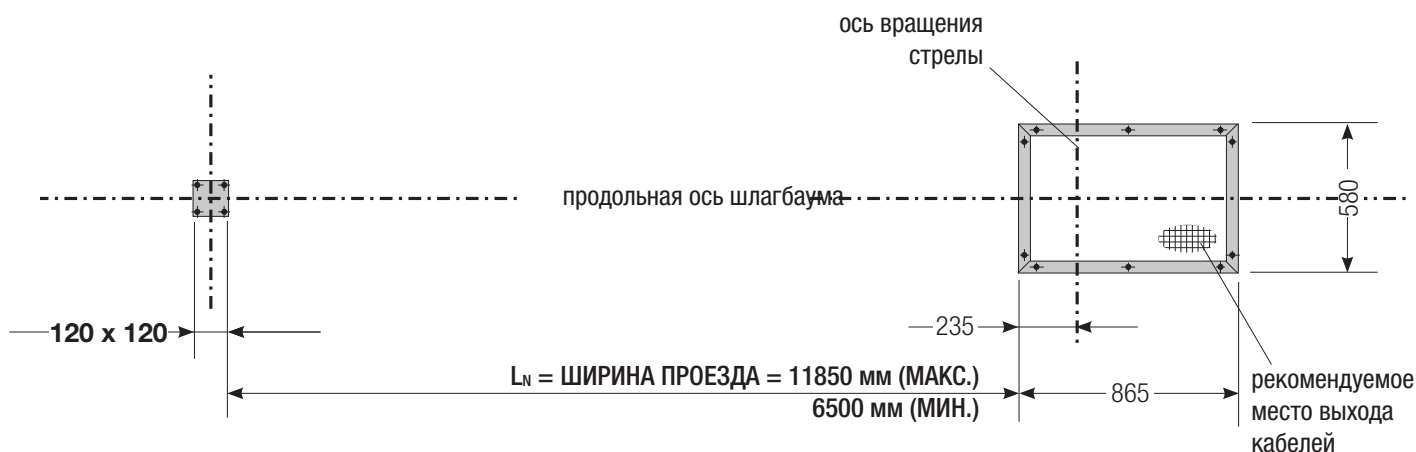 ось вращения
стрелы
продольная ось шлагбаума
580
120 x 120
235
Lₙ = ШИРИНА ПРОЕЗДА = 11850 мм (МАКС.)
6500 мм (МИН.)
865
рекомендуемое
место выхода
кабелей